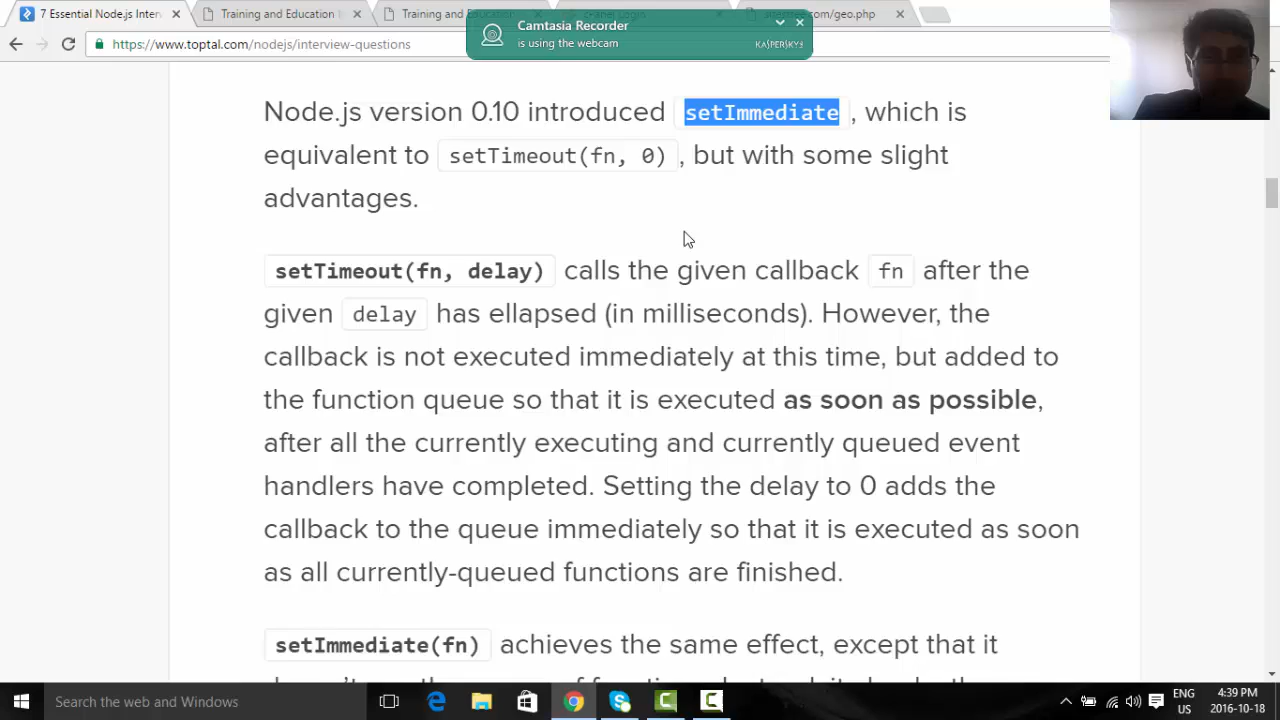 7 Essential Node.js Inter
Training and Education
Training and Education
Login
.com/geo.php
Camtasia Recorder
is using the webcam
KASPERSKY
https://www.toptal.com/nodejs/interview-questions
Node.js version 0.10 introduced setImmediate, which is
equivalent to setTimeout(fn, 0), but with some slight
advantages.
setTimeout(fn, delay) calls the given callback fn after the
given delay has ellapsed (in milliseconds). However, the
callback is not executed immediately at this time, but added to
the function queue so that it is executed as soon as possible,
after all the currently executing and currently queued event
handlers have completed. Setting the delay to 0 adds the
callback to the queue immediately so that it is executed as soon
as all currently-queued functions are finished.
setImmediate(fn) achieves the same effect, except that it
Search the web and Windows
ENG
US
4:39 PM
2016-10-18